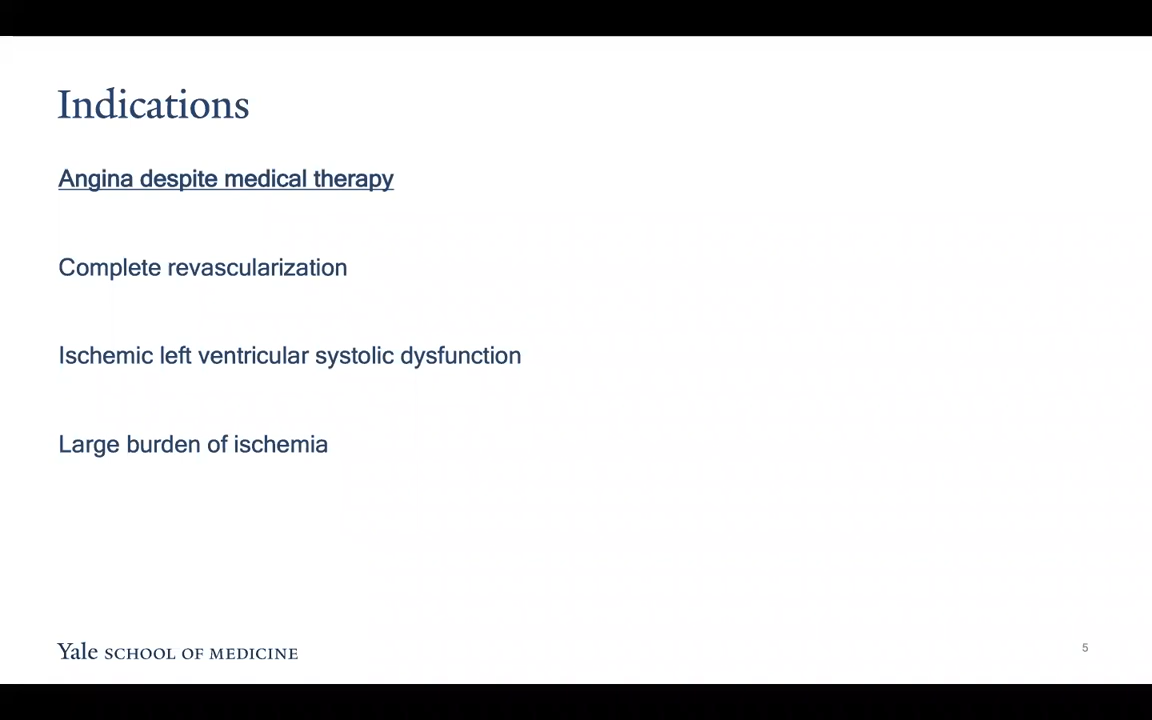 Indications
Angina despite medical therapy
Complete revascularization
Ischemic left ventricular systolic dysfunction
Large burden of ischemia
Yale SCHOOL OF MEDICINE
5